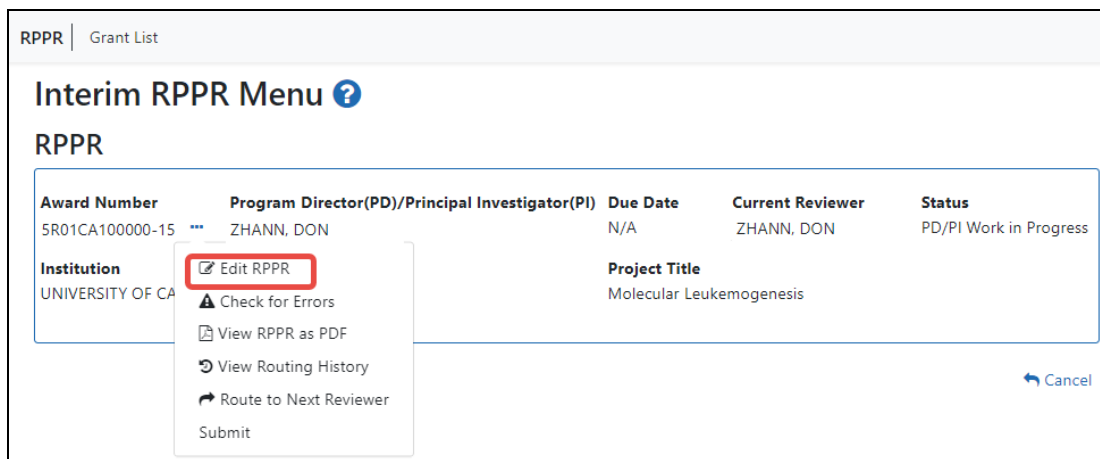 RPPR Grant List
Interim RPPR Menu ?
RPPR
Award Number Program Director(PD)/Principal Investigator(PI) Due Date Current Reviewer Status
5R01CA100000-15 ··· ZHANN, DON N/A ZHANN, DON PD/PI Work in Progress
Institution Project Title
UNIVERSITY OF CA Molecular Leukemogenesis
Edit RPPR
Check for Errors
View RPPR as PDF
View Routing History
Route to Next Reviewer
Submit
Cancel